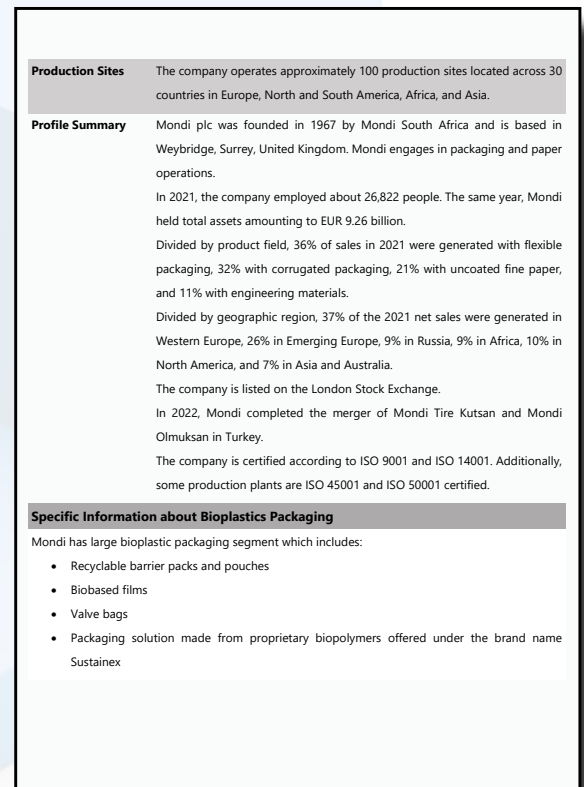 Production Sites The company operates approximately 100 production sites located across 30
countries in Europe, North and South America, Africa, and Asia.
Profile Summary Mondi plc was founded in 1967 by Mondi South Africa and is based in
Weybridge, Surrey, United Kingdom. Mondi engages in packaging and paper
operations.
In 2021, the company employed about 26,822 people. The same year, Mondi
held total assets amounting to EUR 9.26 billion.
Divided by product field, 36% of sales in 2021 were generated with flexible
packaging, 32% with corrugated packaging, 21% with uncoated fine paper,
and 11% with engineering materials.
Divided by geographic region, 37% of the 2021 net sales were generated in
Western Europe, 26% in Emerging Europe, 9% in Russia, 9% in Africa, 10% in
North America, and 7% in Asia and Australia.
The company is listed on the London Stock Exchange.
In 2022, Mondi completed the merger of Mondi Tire Kutsan and Mondi
Olmuksan in Turkey.
The company is certified according to ISO 9001 and ISO 14001. Additionally,
some production plants are ISO 45001 and ISO 50001 certified.
Specific Information about Bioplastics Packaging
Mondi has large bioplastic packaging segment which includes:
• Recyclable barrier packs and pouches
• Biobased films
• Valve bags
• Packaging solution made from proprietary biopolymers offered under the brand name
Sustainex